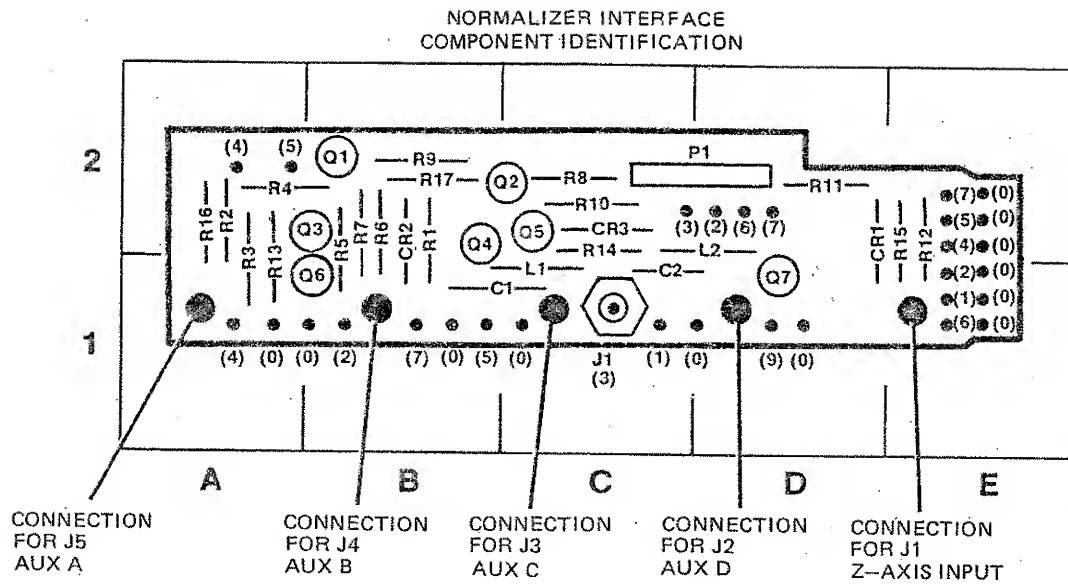 NORMALIZER INTERFACE
COMPONENT IDENTIFICATION
2
(4) (5) Q1 R9 P1
R17 Q2 R8 R11
R4 R10 (7) (0)
R16 R2 R3 R13 Q3 R5 R7 R6 CR2 R1 Q4 Q5 CR3 (3) (2) (6) (7) CR1 R15 R12 (5) (0)
R14 L2 (4) (0)
Q6 L1 C2 Q7 (2) (0)
C1 (1) (0)
1
(6) (0)
(4) (0) (0) (2) (7) (0) (5) (0) J1 (1) (0) (9) (0)
(3)
A B C D E
CONNECTION
FOR J5
AUX A
CONNECTION
FOR J4
AUX B
CONNECTION
FOR J3
AUX C
CONNECTION
FOR J2
AUX D
CONNECTION
FOR J1
Z–AXIS INPUT